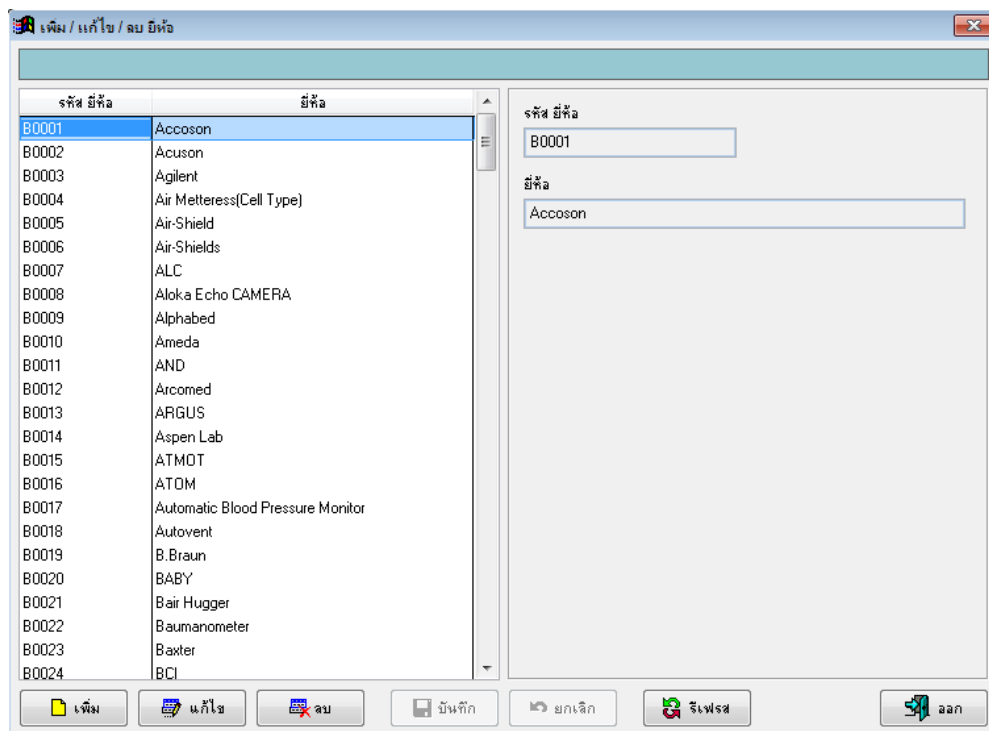 เพิ่ม / แก้ไข / ลบ ยี่ห้อ
รหัส ยี่ห้อ ยี่ห้อ
B0001 Accoson
B0002 Acuson
B0003 Agilent
B0004 Air Metteress(Cell Type)
B0005 Air-Shield
B0006 Air-Shields
B0007 ALC
B0008 Aloka Echo CAMERA
B0009 Alphabed
B0010 Ameda
B0011 AND
B0012 Arcomed
B0013 ARGUS
B0014 Aspen Lab
B0015 ATMOT
B0016 ATOM
B0017 Automatic Blood Pressure Monitor
B0018 Autovent
B0019 B.Braun
B0020 BABY
B0021 Bair Hugger
B0022 Baumanometer
B0023 Baxter
B0024 BCI
รหัส ยี่ห้อ
B0001
ยี่ห้อ
Accoson
เพิ่ม แก้ไข ลบ บันทึก ยกเลิก รีเฟรส ออก